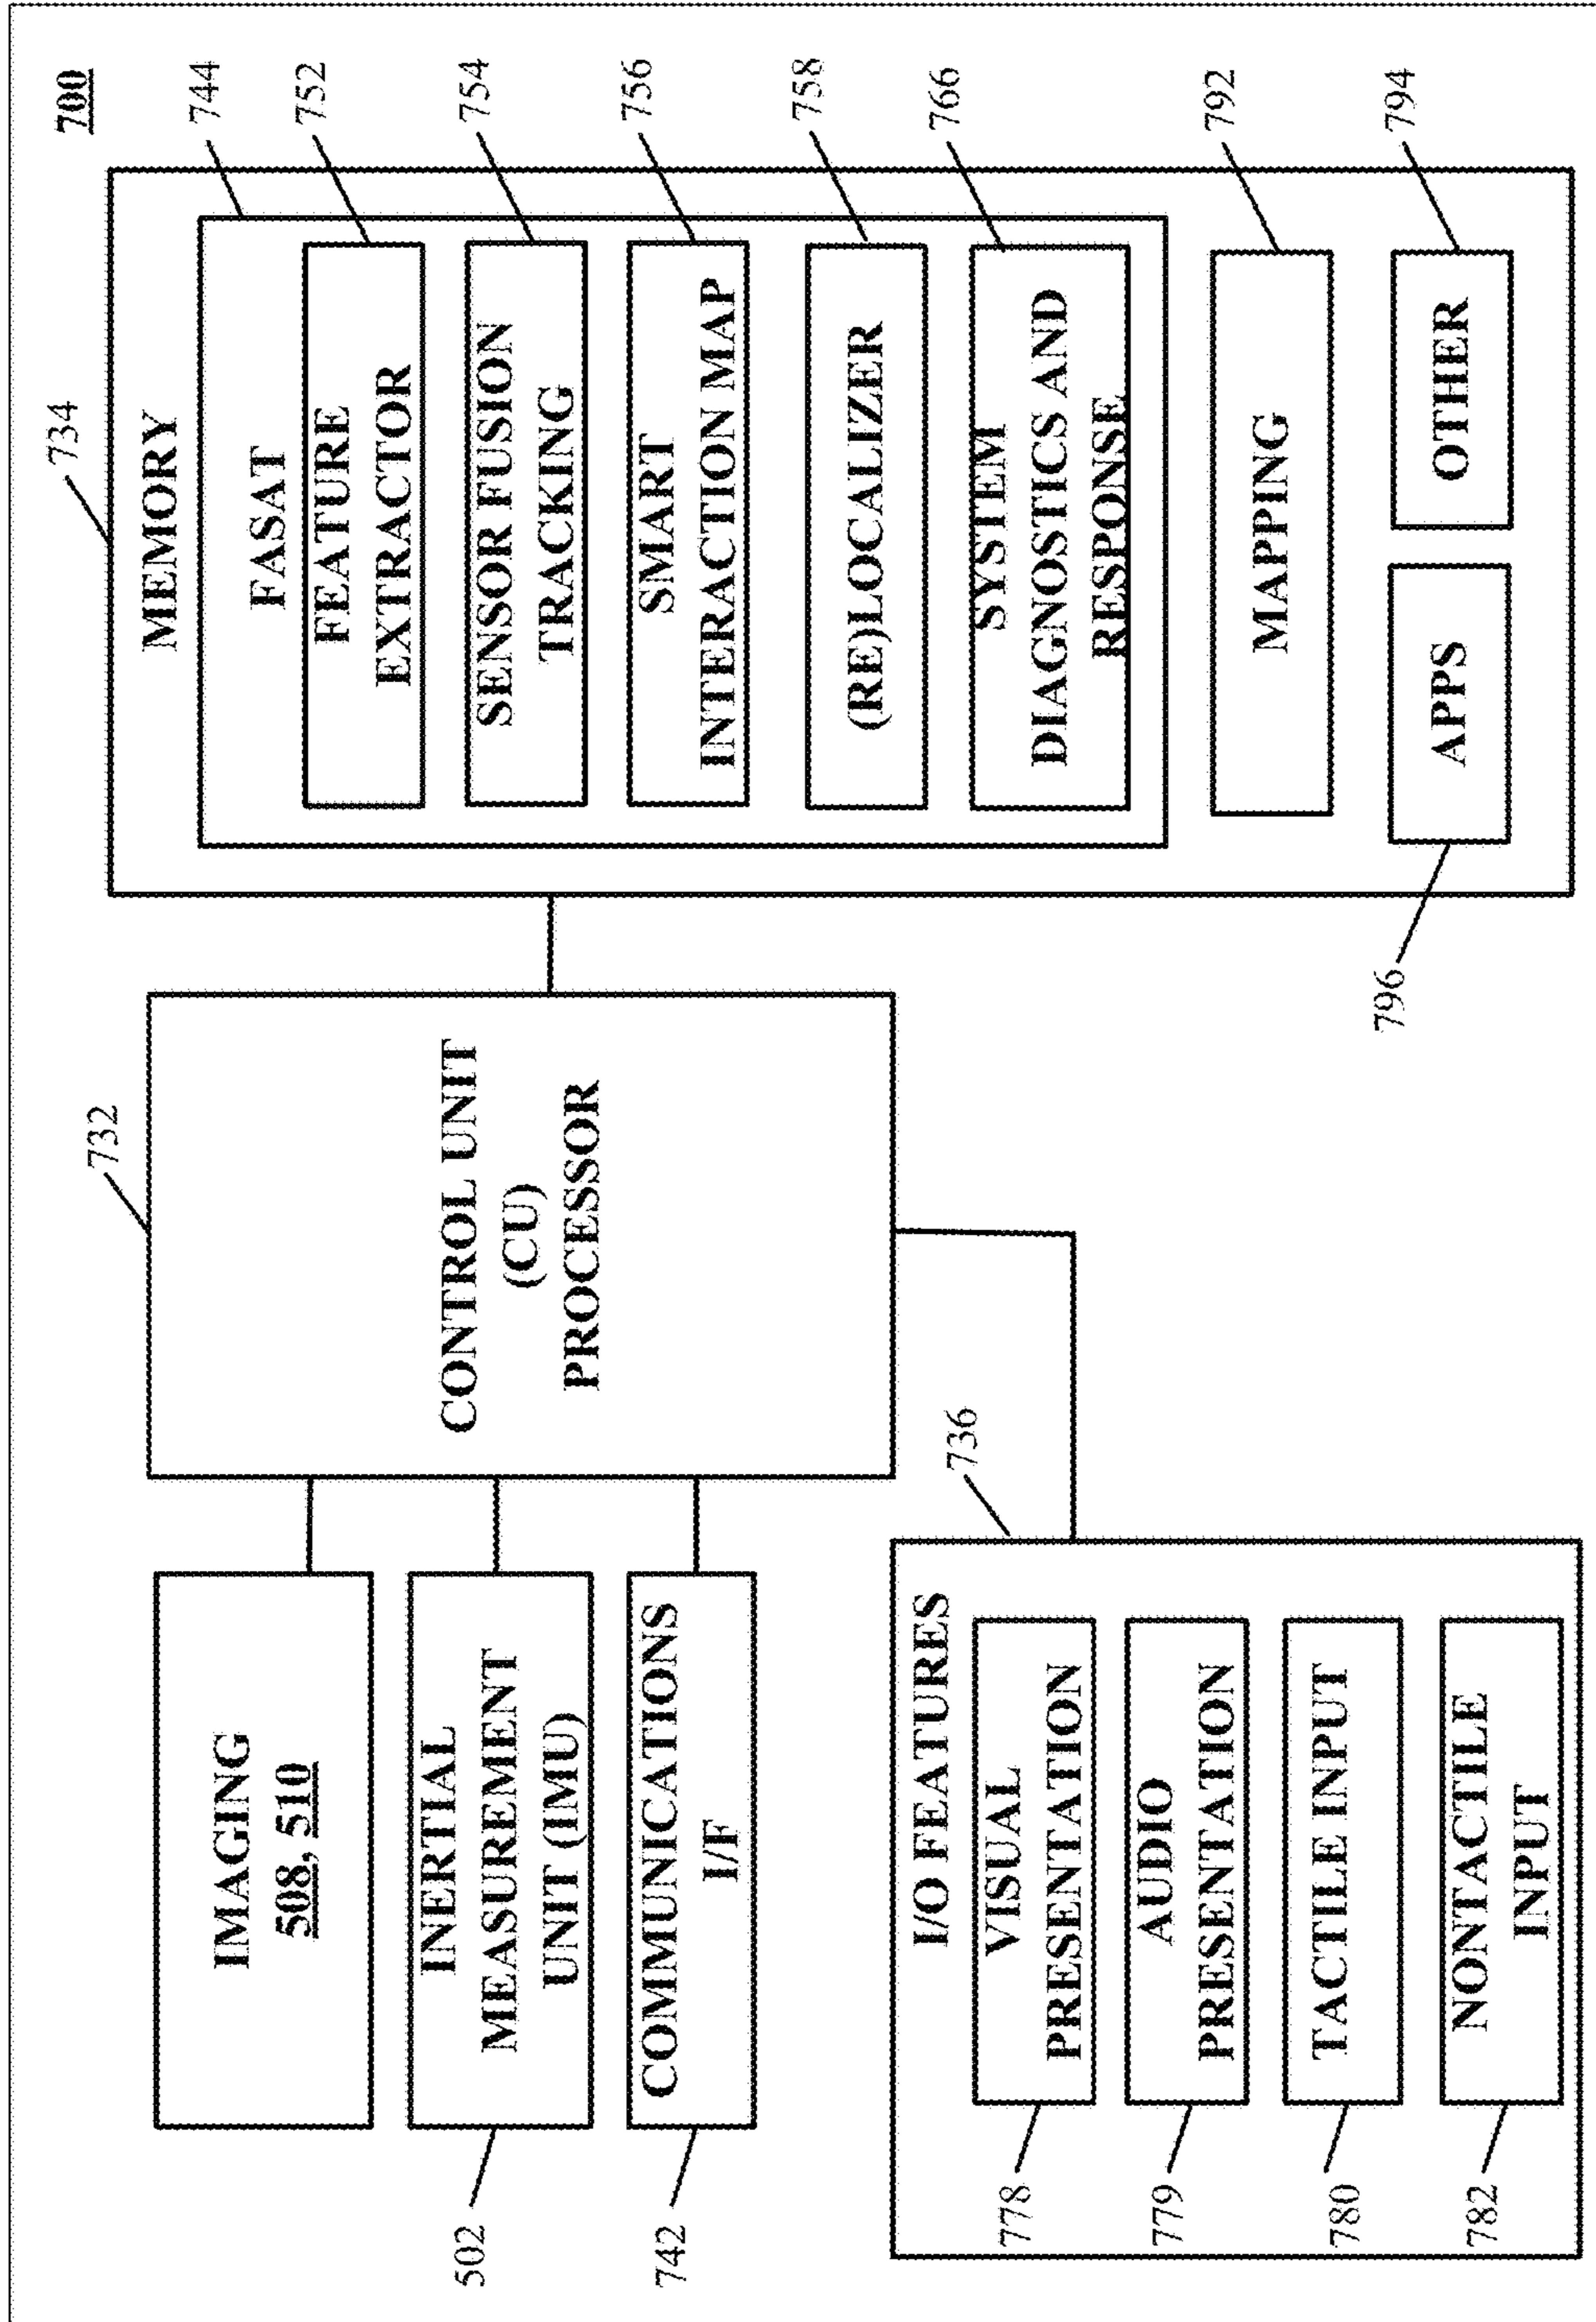 700
IMAGING
508, 510
INERTIAL
MEASUREMENT
UNIT (IMU)
502
COMMUNICATIONS
I/F
742
I/O FEATURES
736
VISUAL
PRESENTATION
778
AUDIO
PRESENTATION
779
TACTILE INPUT
780
NONTACTILE
INPUT
782
732
CONTROL UNIT
(CU)
PROCESSOR
734
MEMORY
744
FASAT
FEATURE
EXTRACTOR
752
SENSOR FUSION
TRACKING
754
SMART
INTERACTION MAP
756
(RE)LOCALIZER
758
SYSTEM
DIAGNOSTICS AND
RESPONSE
766
MAPPING
792
APPS
796
OTHER
794